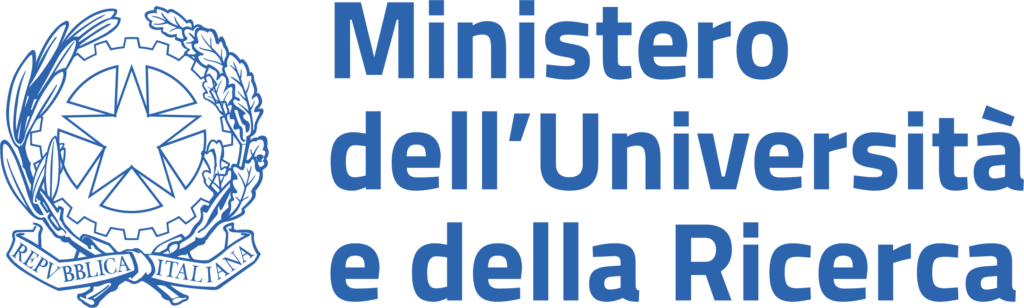 Ministero
dell’Università
e della Ricerca
REPVBBLICA ITALIANA